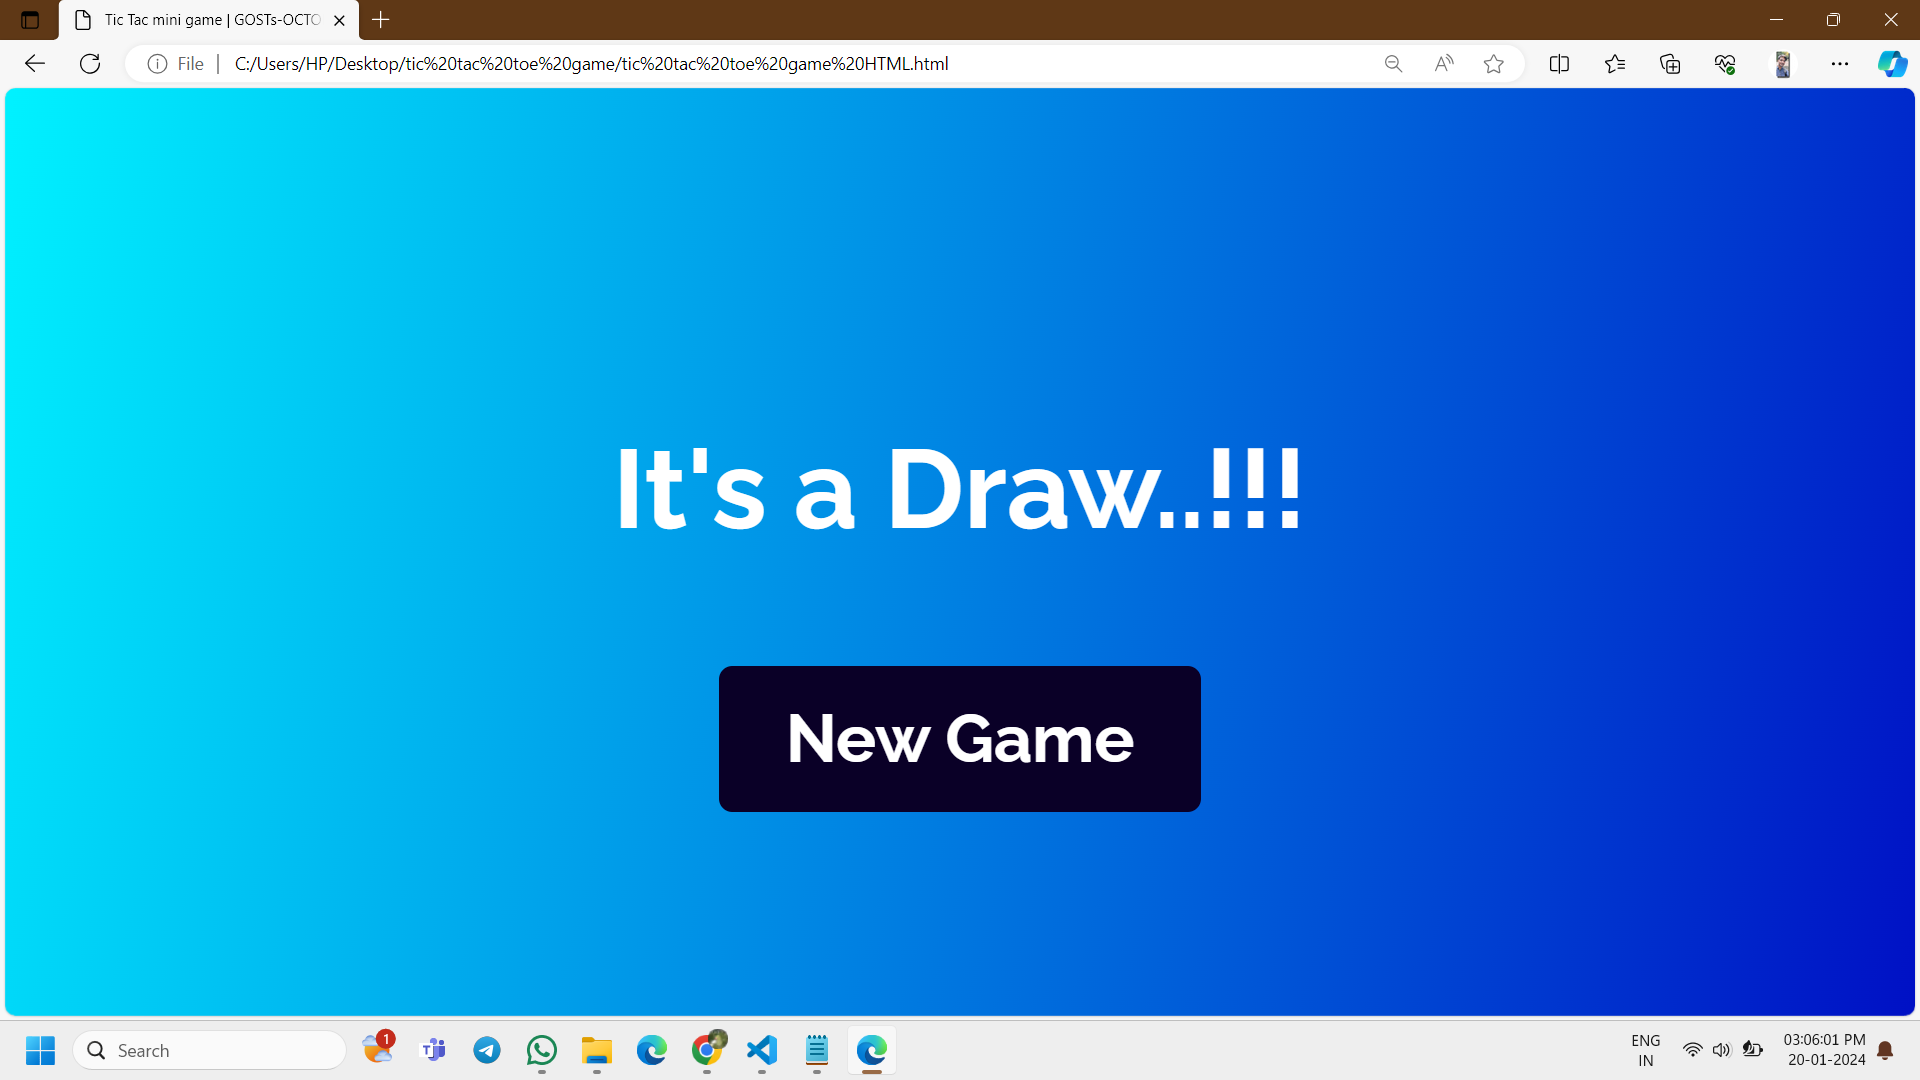 Tic Tac mini game | GOSTs-OCTO
File
C:/Users/HP/Desktop/tic%20tac%20toe%20game/tic%20tac%20toe%20game%20HTML.html
It's a Draw..!!!
New Game
Search
1
ENG
IN
03:06:01 PM
20-01-2024